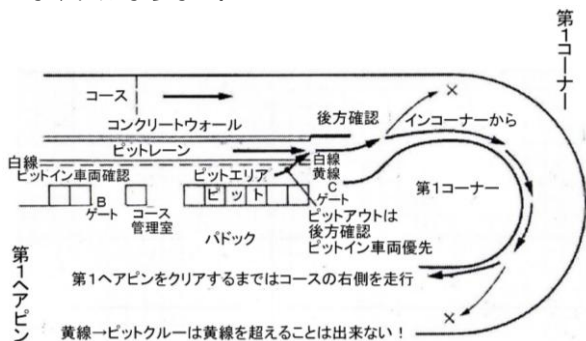 第1コーナー
コース
コンクリートウォール
後方確認
インコーナーから
ピットレーン
白線
白線
黄線
ピットイン車両確認
ピットエリア
C
ゲート
第1コーナー
ピット
B
ゲート
コース
管理室
パドック
ピットアウトは
後方確認
ピットイン車両優先
第1ヘアピン
第1ヘアピンをクリアするまではコースの右側を走行
黄線→ピットクルーは黄線を超えることは出来ない!